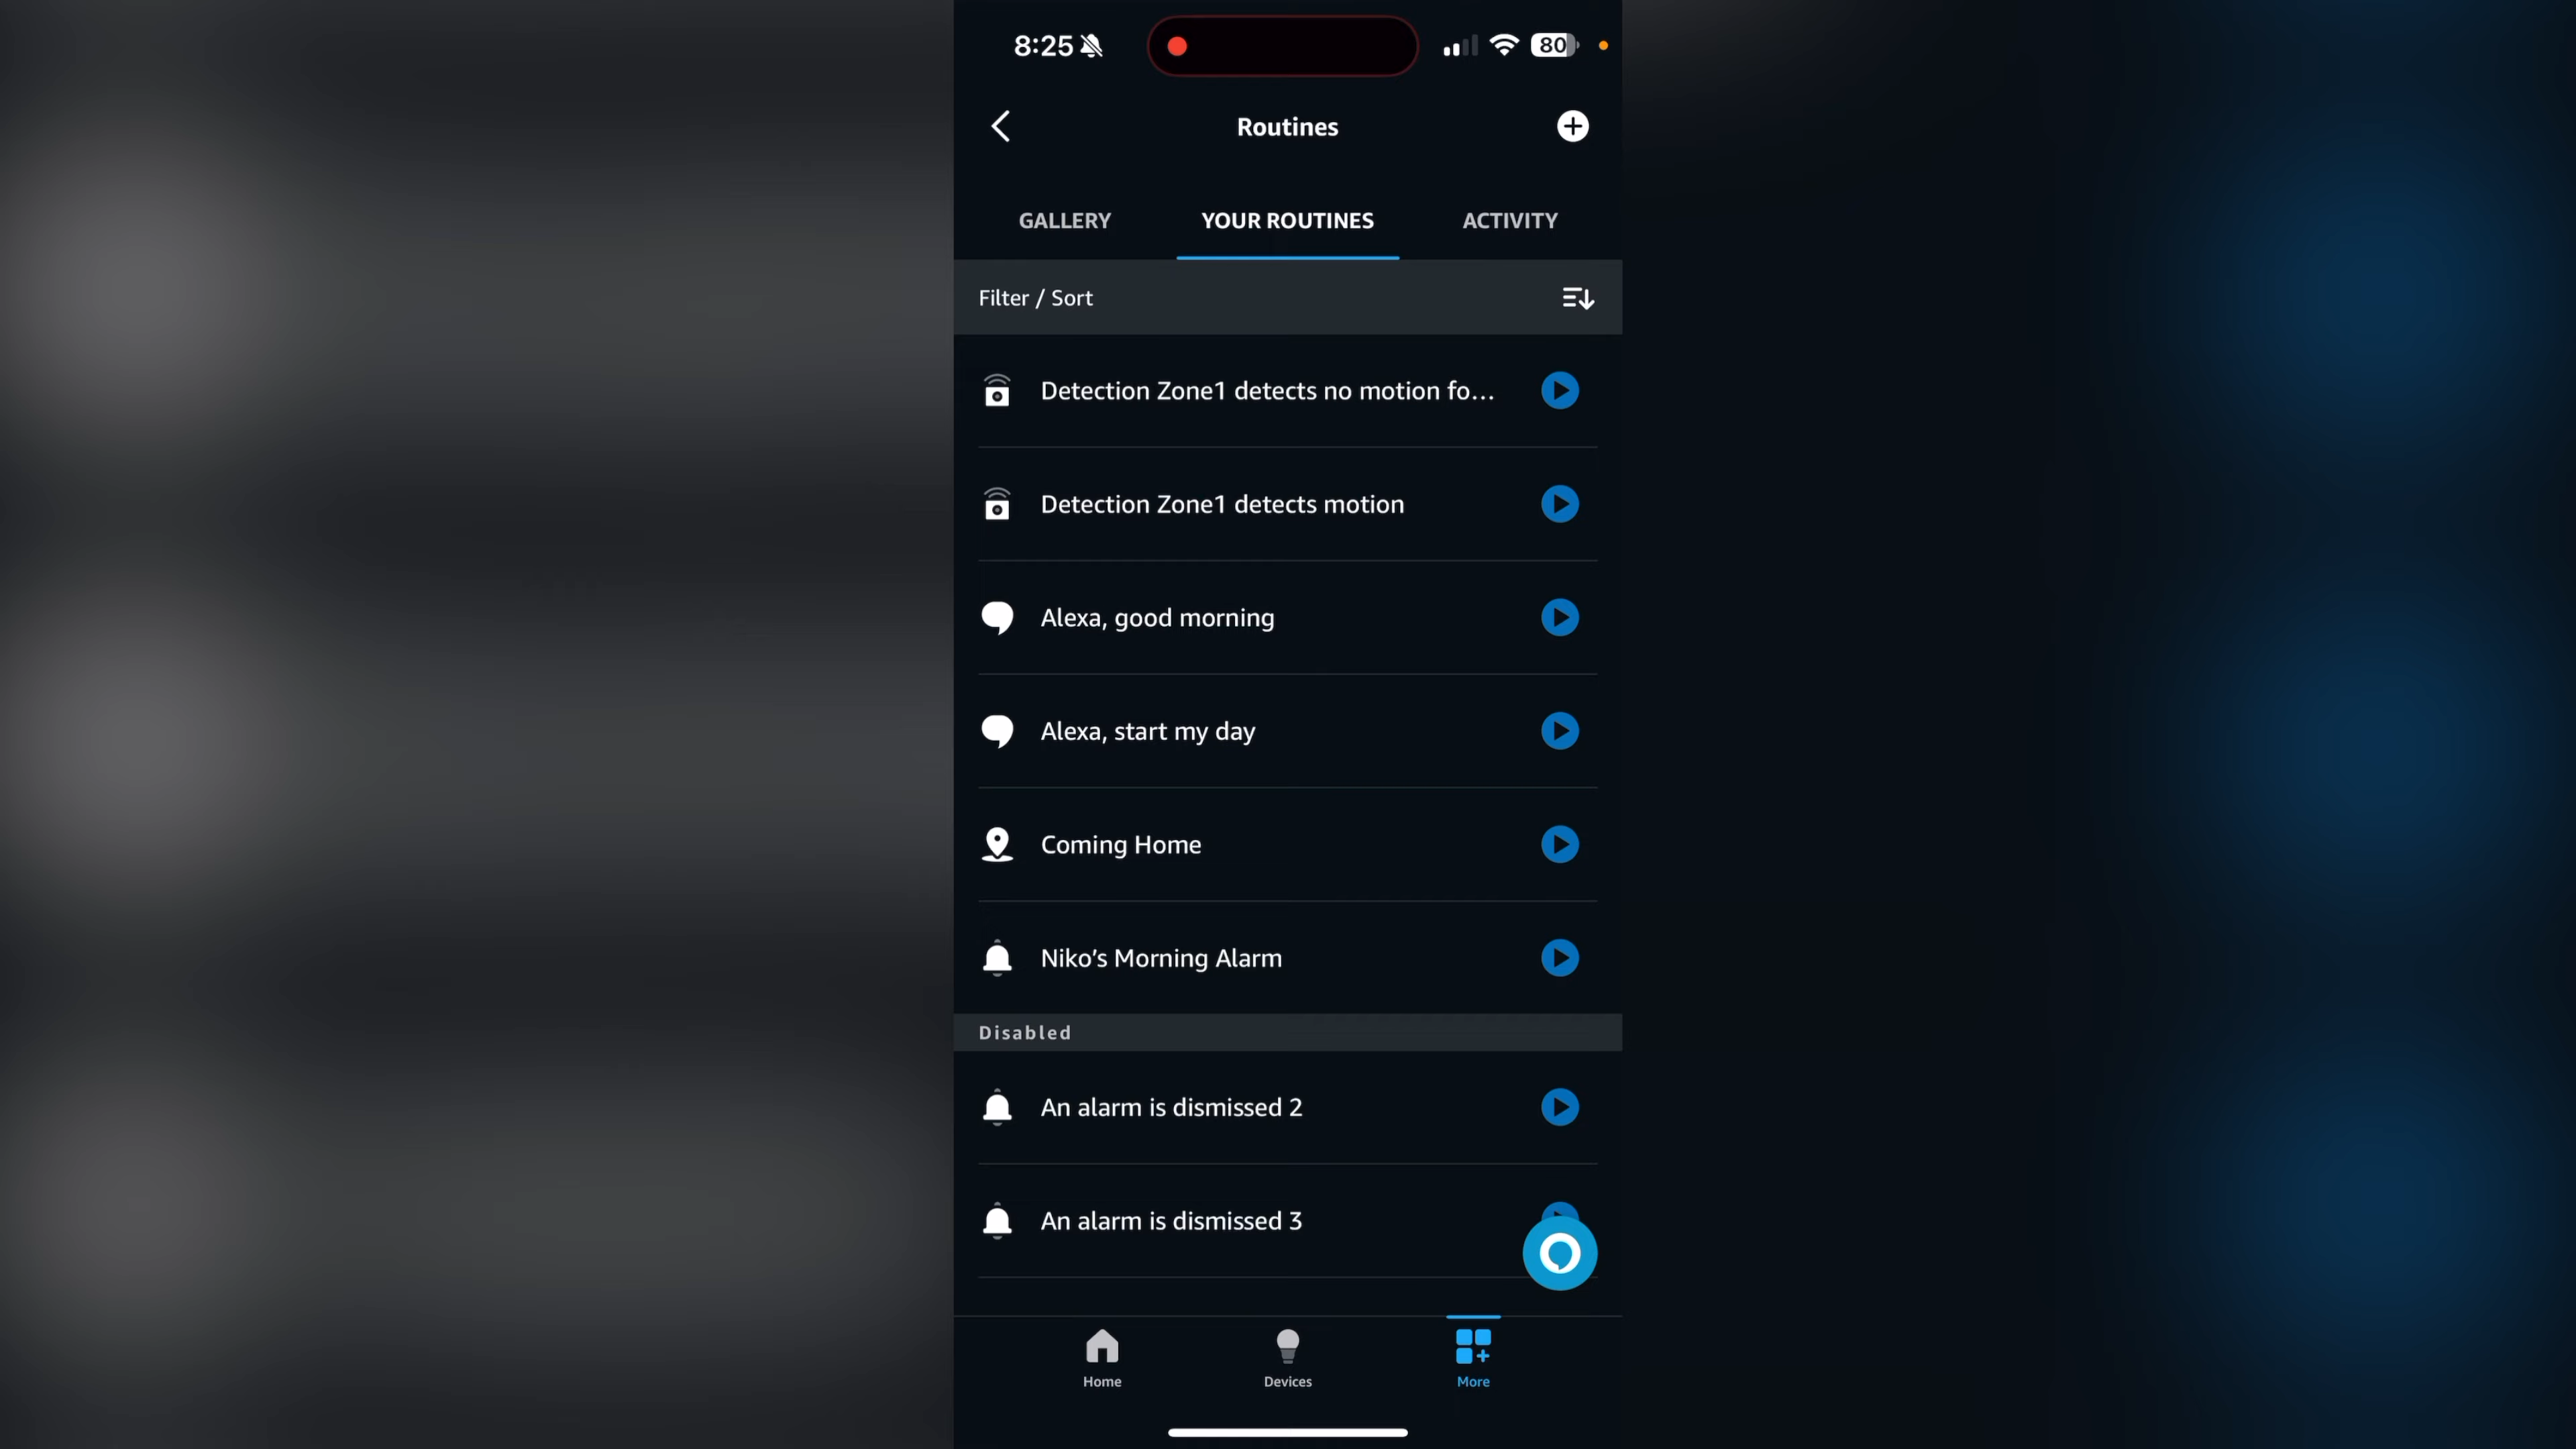 8:25
80
Routines
GALLERY YOUR ROUTINES ACTIVITY
Filter / Sort
Detection Zone1 detects no motion fo...
Detection Zone1 detects motion
Alexa, good morning
Alexa, start my day
Coming Home
Niko's Morning Alarm
Disabled
An alarm is dismissed 2
An alarm is dismissed 3
Home Devices More